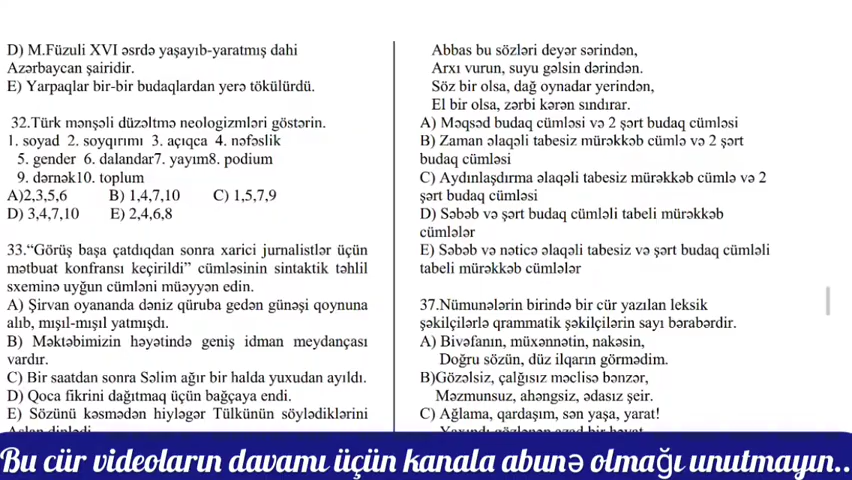 D) M.Füzuli XVI əsrdə yaşayıb-yaratmış dahi
Azərbaycan şairidir.
E) Yarpaqlar bir-bir budaqlardan yerə tökülürdü.
32.Türk mənşəli düzəltmə neologizmləri göstərin.
1. soyad 2. soyqırımı 3. açıqca 4. nəfəslik
5. gender 6. dalandar7. yayım8. podium
9. dərnək10. toplum
A)2,3,5,6 B) 1,4,7,10 C) 1,5,7,9
D) 3,4,7,10 E) 2,4,6,8
33.“Görüş başa çatdıqdan sonra xarici jurnalistlər üçün
mətbuat konfransı keçirildi” cümləsinin sintaktik təhlil
sxeminə uyğun cümləni müəyyən edin.
A) Şirvan oyananda dəniz qüruba gedən günəşi qoynuna
alıb, mışıl-mışıl yatmışdı.
B) Məktəbimizin həyətində geniş idman meydançası
vardır.
C) Bir saatdan sonra Səlim ağır bir halda yuxudan ayıldı.
D) Qoca fikrini dağıtmaq üçün bağçaya endi.
E) Sözünü kəsmədən hiyləgər Tülkünün söylədiklərini
Aslan dinlədi
Abbas bu sözləri deyər sərindən,
Arxı vurun, suyu gəlsin dərindən.
Söz bir olsa, dağ oynadar yerindən,
El bir olsa, zərbi kərən sındırar.
A) Məqsəd budaq cümləsi və 2 şərt budaq cümləsi
B) Zaman əlaqəli tabesiz mürəkkəb cümlə və 2 şərt
budaq cümləsi
C) Aydınlaşdırma əlaqəli tabesiz mürəkkəb cümlə və 2
şərt budaq cümləsi
D) Səbəb və şərt budaq cümləli tabeli mürəkkəb
cümlələr
E) Səbəb və nəticə əlaqəli tabesiz və şərt budaq cümləli
tabeli mürəkkəb cümlələr
37.Nümunələrin birində bir cür yazılan leksik
şəkilçilərlə qrammatik şəkilçilərin sayı bərabərdir.
A) Bivəfanın, müxənnətin, nakəsin,
Doğru sözün, düz ilqarın görmədim.
B)Gözəlsiz, çalğısız məclisə bənzər,
Məzmunsuz, ahəngsiz, ədasız şeir.
C) Ağlama, qardaşım, sən yaşa, yarat!
Yaxındı gözlənən azad bir həyat
Bu cür videoların davamı üçün kanala abunə olmağı unutmayın..